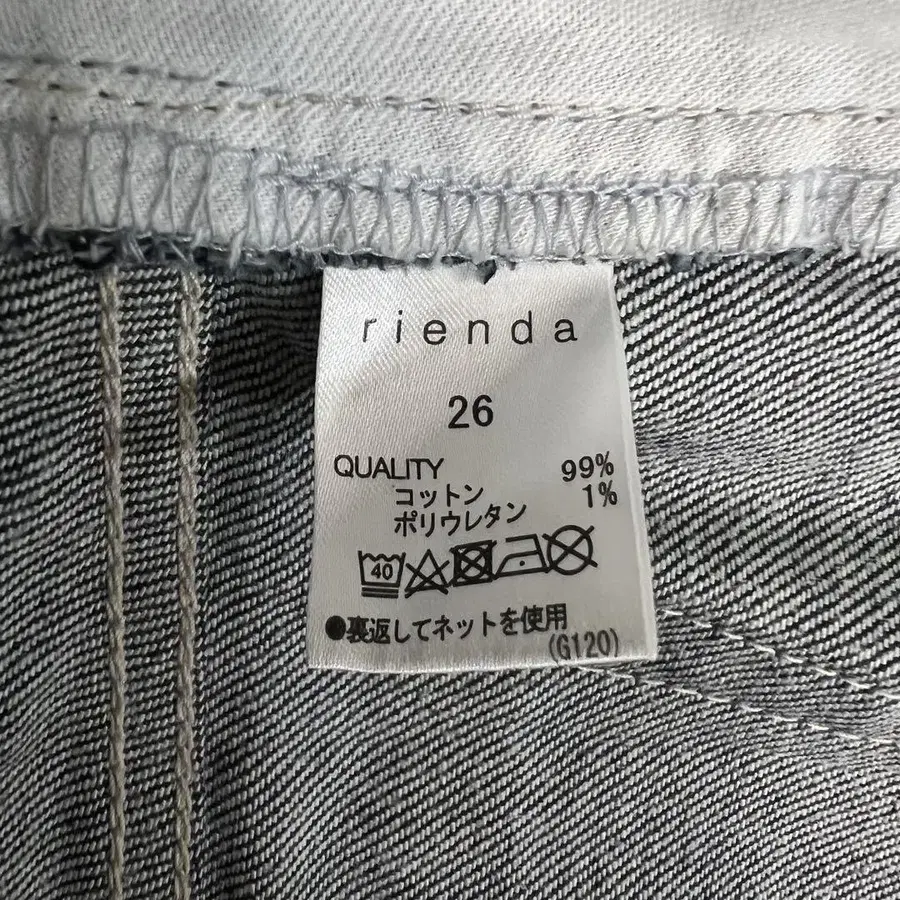 rienda
26
QUALITY 99%
コットン 1%
ポリウレタン
40
●裏返してネットを使用
(G120)